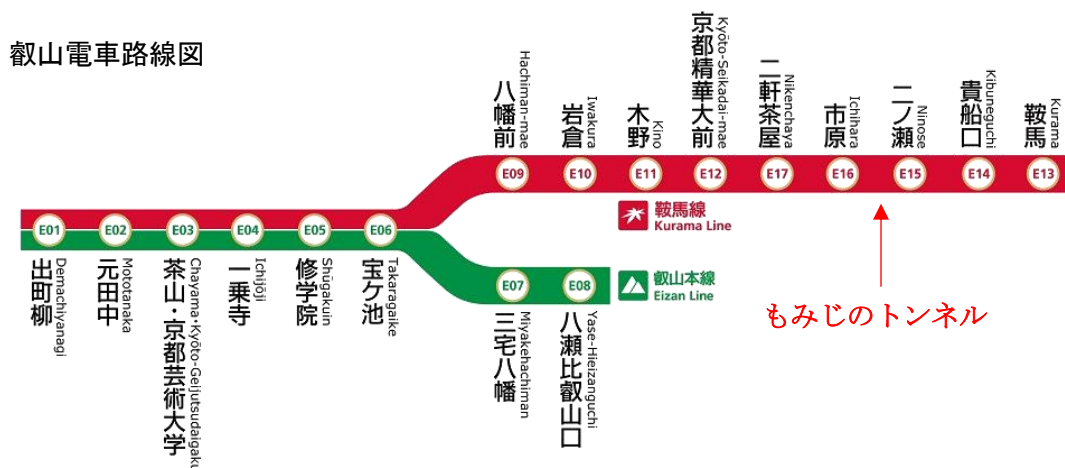 叡山電車路線図
八幡前
Hachiman-mae
岩倉
Iwakura
木野
Kino
京都精華大前
Kyōto-Seikadai-mae
二軒茶屋
Nikenchaya
市原
Ichihara
二ノ瀬
Ninose
貴船口
Kibuneguchi
鞍馬
Kurama
E09
E10
E11
E12
E17
E16
E15
E14
E13
鞍馬線
Kurama Line
E01
E02
E03
E04
E05
E06
出町柳
Demachiyanagi
元田中
Mototanaka
茶山・京都芸術大学
Chayama・Kyōto-Geijutsudaigaku
一乗寺
Ichijōji
修学院
Shūgakuin
宝ケ池
Takaragaike
E07
E08
叡山本線
Eizan Line
三宅八幡
Miyakehachiman
八瀬比叡山口
Yase-Hieizanguchi
もみじのトンネル